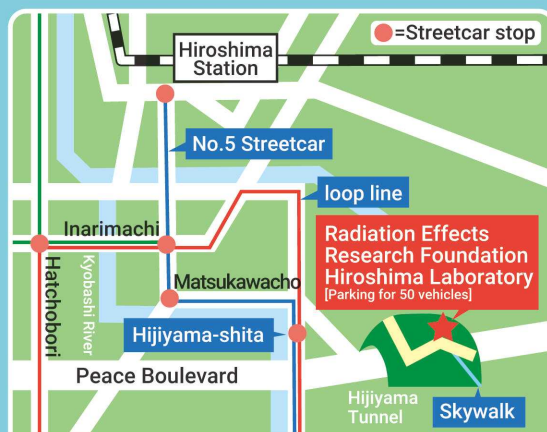 =Streetcar stop
Hiroshima
Station
No.5 Streetcar
loop line
Inarimachi
Radiation Effects
Research Foundation
Hiroshima Laboratory
[Parking for 50 vehicles]
Hatchobori
Kyobashi River
Matsukawacho
Hijiyama-shita
Peace Boulevard
Hijiyama
Tunnel
Skywalk